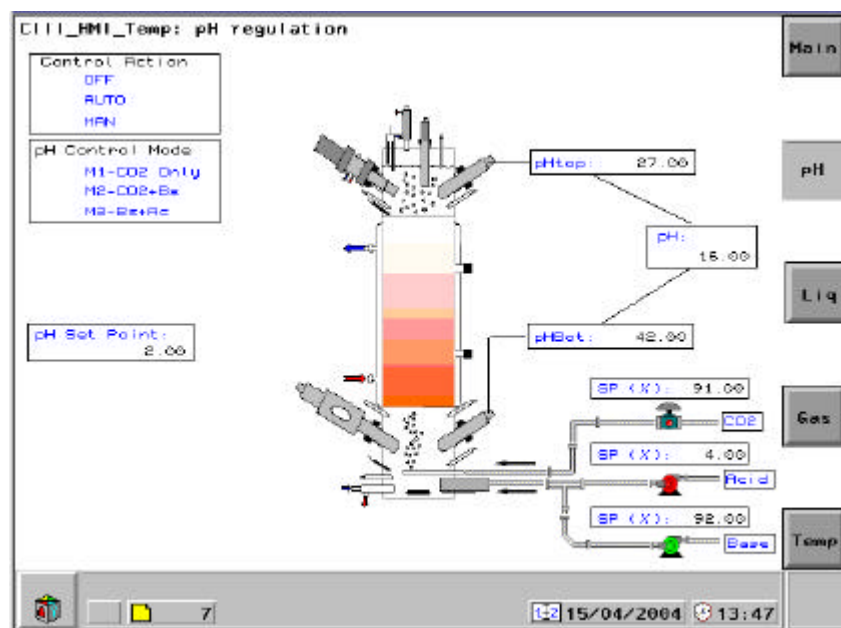 CIII_HMI_Temp: pH regulation
Main
Control Action
OFF
AUTO
MAN
pH Control Mode
M1-CO2 Only
M2-CO2+Bs
M3-Bs+Ac
pHtop: 27.00
pH
pH:
15.00
Liq
pH Set Point:
2.00
pHBot: 42.00
SP (%): 91.00
CO2
Gas
SP (%): 4.00
Acid
SP (%): 92.00
Base
Temp
7
1-2 15/04/2004 13:47